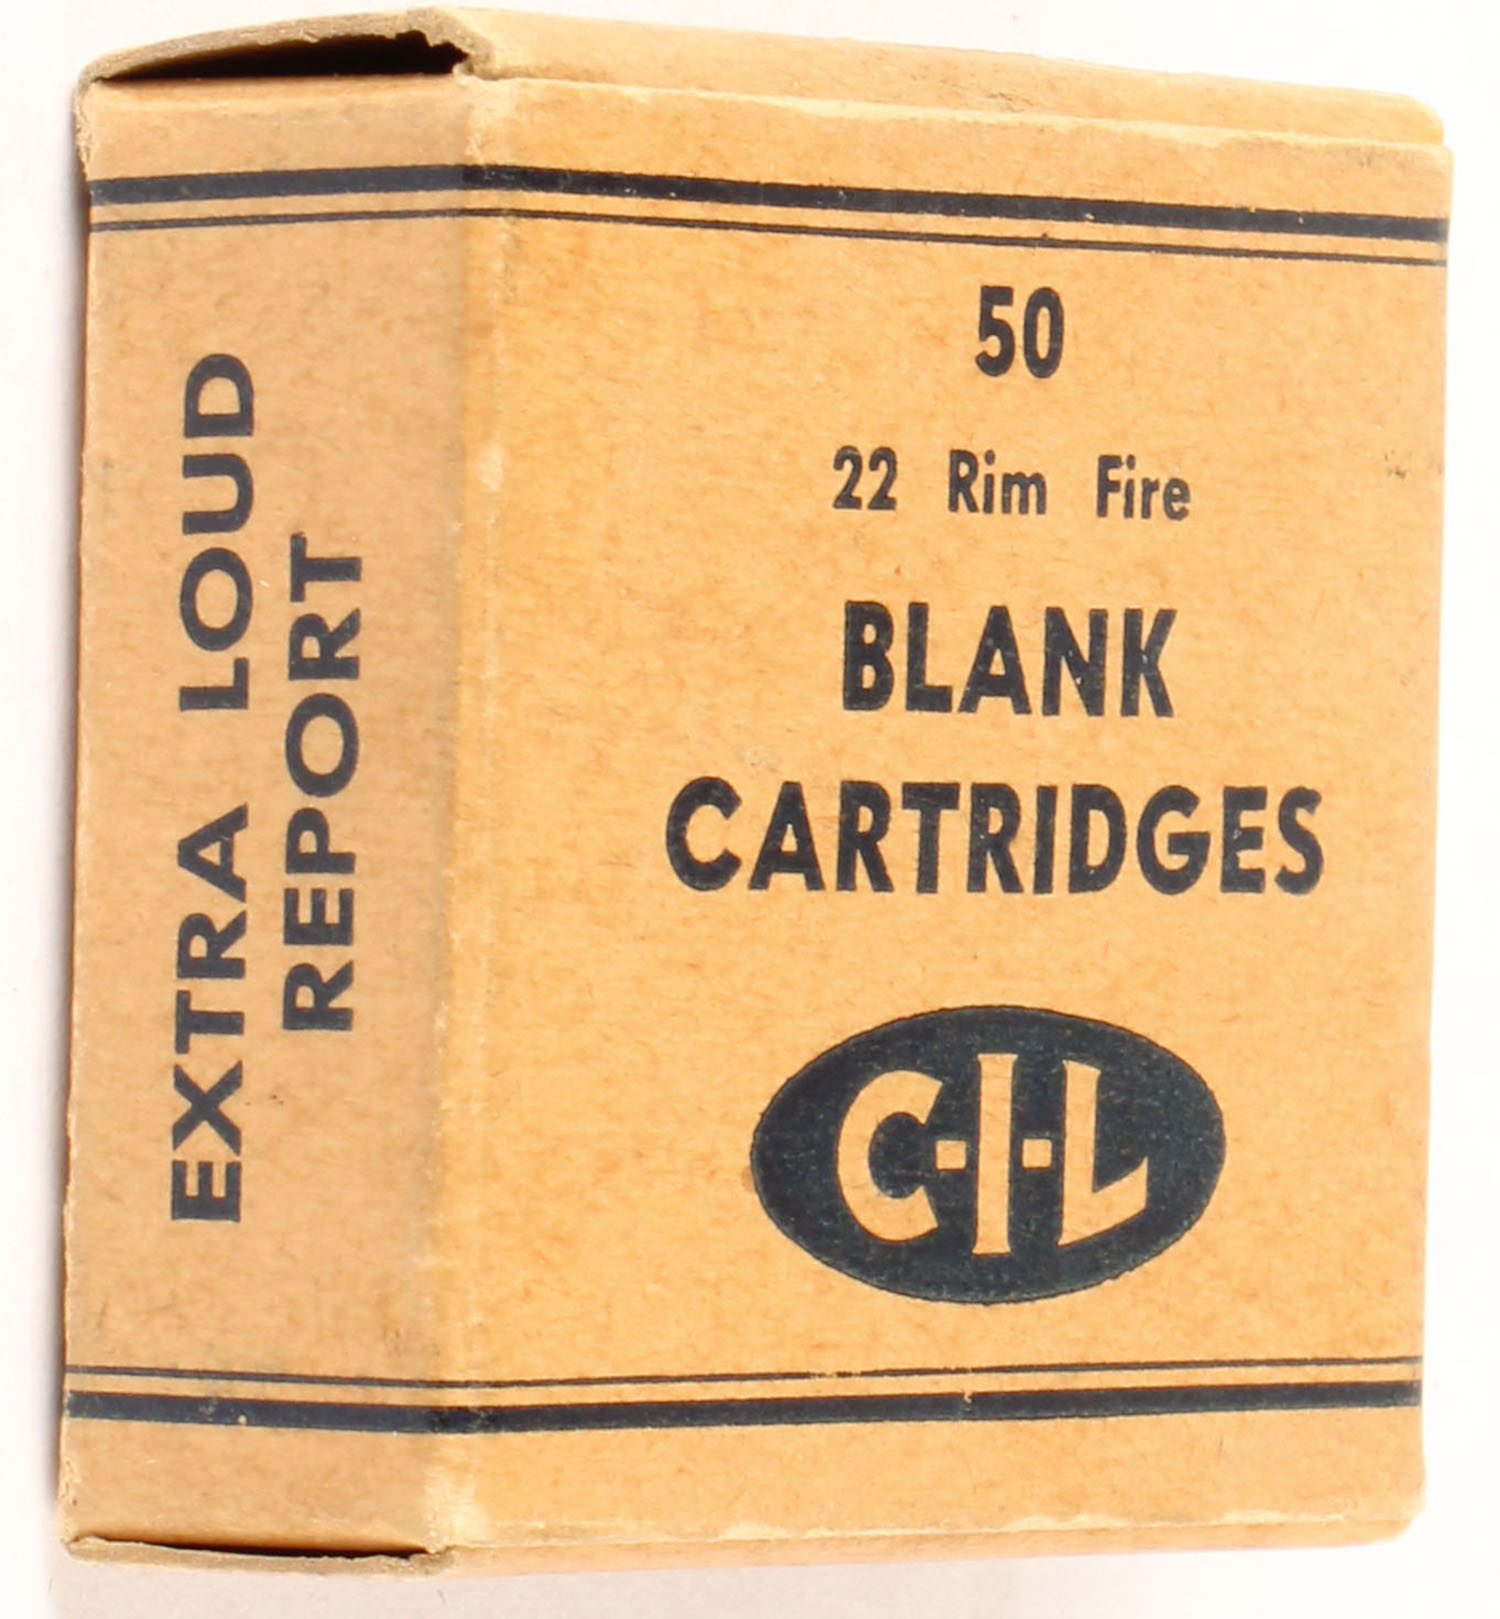 EXTRA LOUD
REPORT
50
22 Rim Fire
BLANK
CARTRIDGES
C-I-L